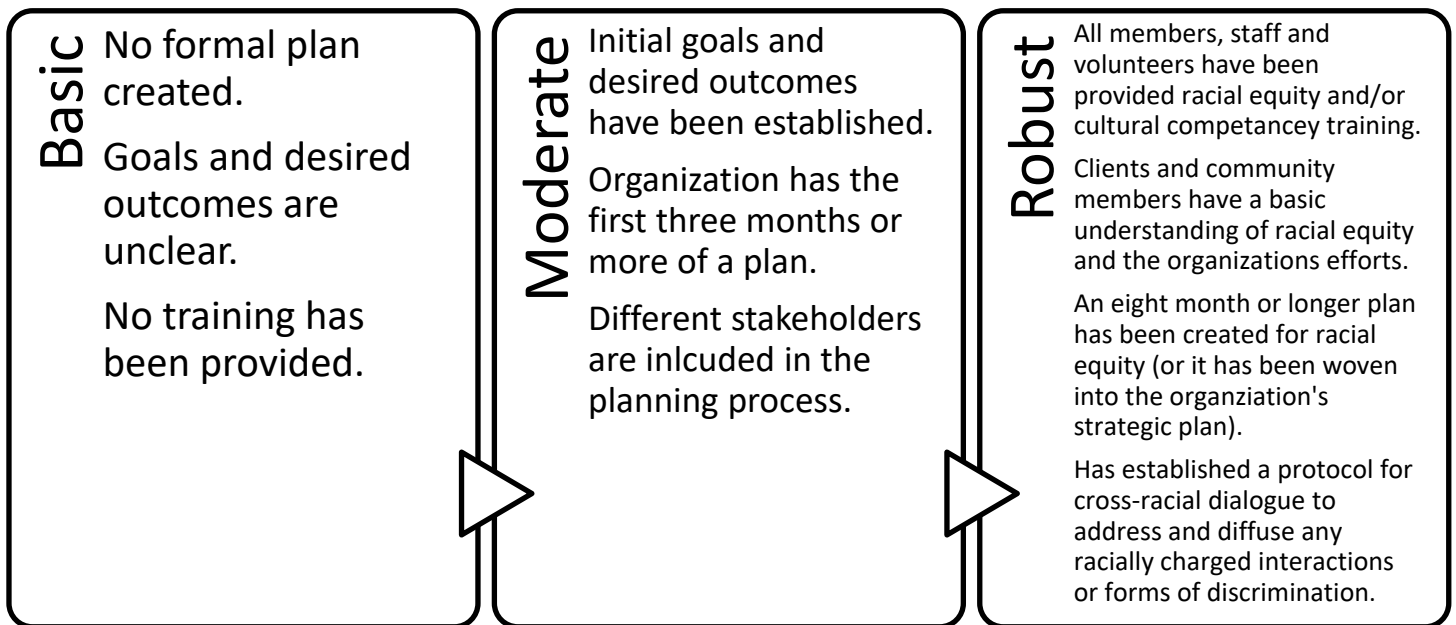 Basic
No formal plan
created.
Goals and desired
outcomes are
unclear.
No training has
been provided.
Moderate
Initial goals and
desired outcomes
have been established.
Organization has the
first three months or
more of a plan.
Different stakeholders
are inlcuded in the
planning process.
Robust
All members, staff and
volunteers have been
provided racial equity and/or
cultural competancey training.
Clients and community
members have a basic
understanding of racial equity
and the organizations efforts.
An eight month or longer plan
has been created for racial
equity (or it has been woven
into the organziation's
strategic plan).
Has established a protocol for
cross-racial dialogue to
address and diffuse any
racially charged interactions
or forms of discrimination.